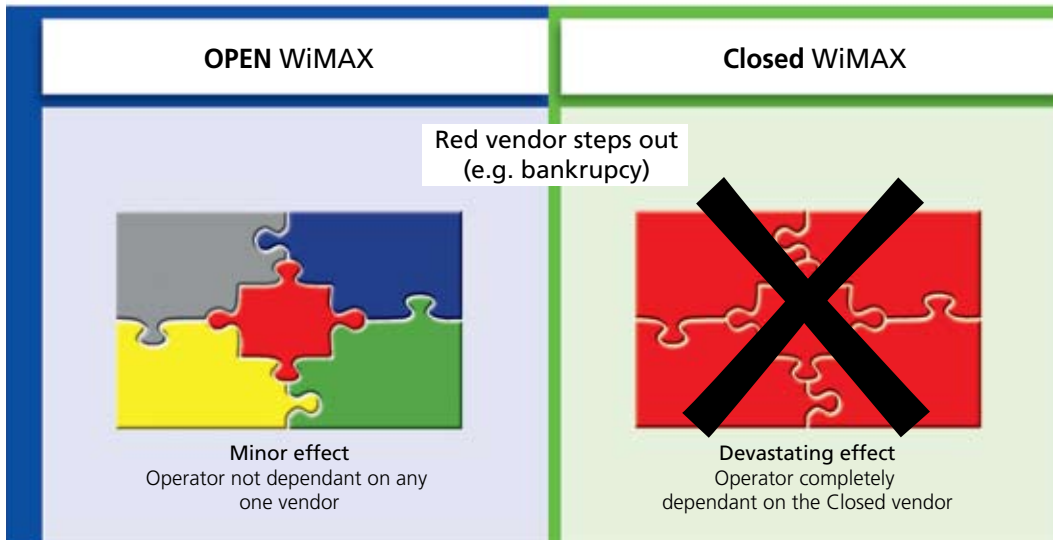 OPEN WiMAX
Closed WiMAX
Red vendor steps out
(e.g. bankrupcy)
Minor effect
Operator not dependant on any
one vendor
Devastating effect
Operator completely
dependant on the Closed vendor